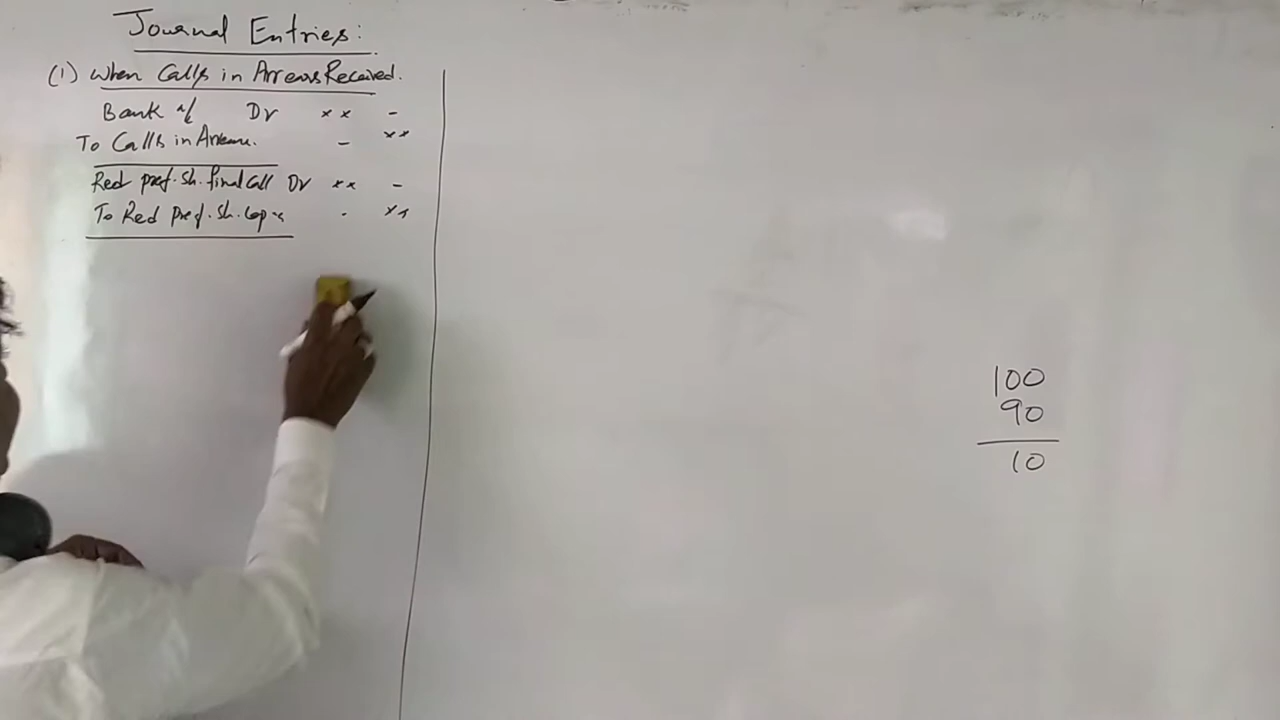 Journal Entries:
(1) When Calls in Arrears Received.
Bank a/c Dr xx -
To Calls in Arrears. - xx
Red pref. sh. final Call Dr xx -
To Red pref. sh. cap a/c - xx
100
90
10